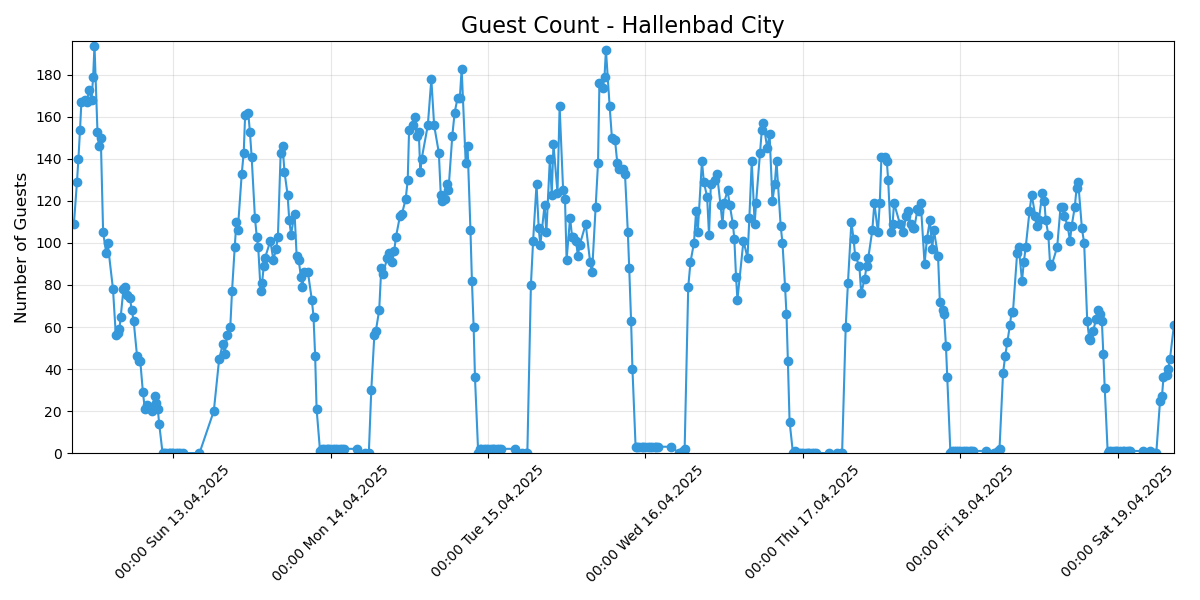 Guest Count - Hallenbad City
Number of Guests
180
160
140
120
100
80
60
40
20
0
00:00 Sun 13.04.2025
00:00 Mon 14.04.2025
00:00 Tue 15.04.2025
00:00 Wed 16.04.2025
00:00 Thu 17.04.2025
00:00 Fri 18.04.2025
00:00 Sat 19.04.2025